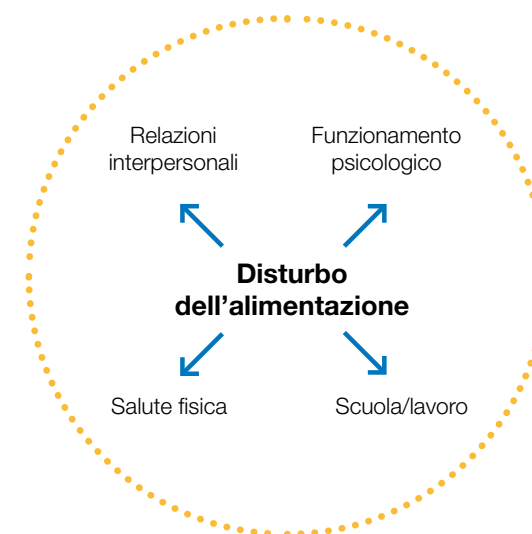 Relazioni
interpersonali
Funzionamento
psicologico
Disturbo
dell’alimentazione
Salute fisica
Scuola/lavoro